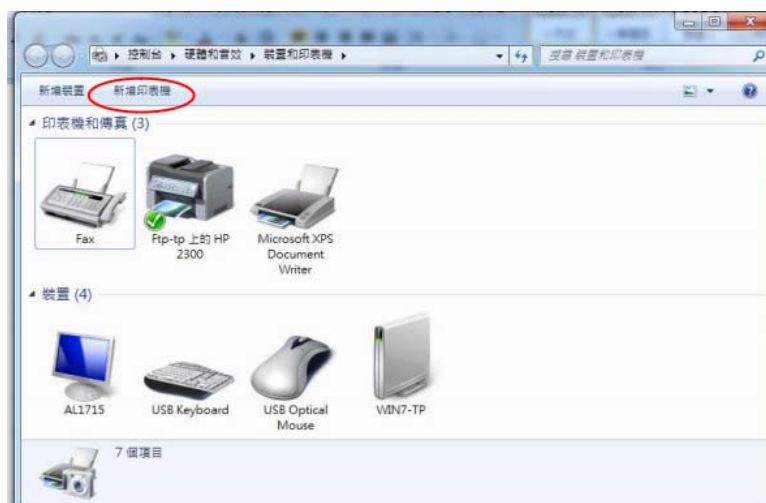 控制台 ▸ 硬體和音效 ▸ 裝置和印表機 ▸
搜尋 裝置和印表機
新增裝置 新增印表機
印表機和傳真 (3)
Fax
Ftp-tp 上的 HP 2300
Microsoft XPS Document Writer
裝置 (4)
AL1715
USB Keyboard
USB Optical Mouse
WIN7-TP
7 個項目